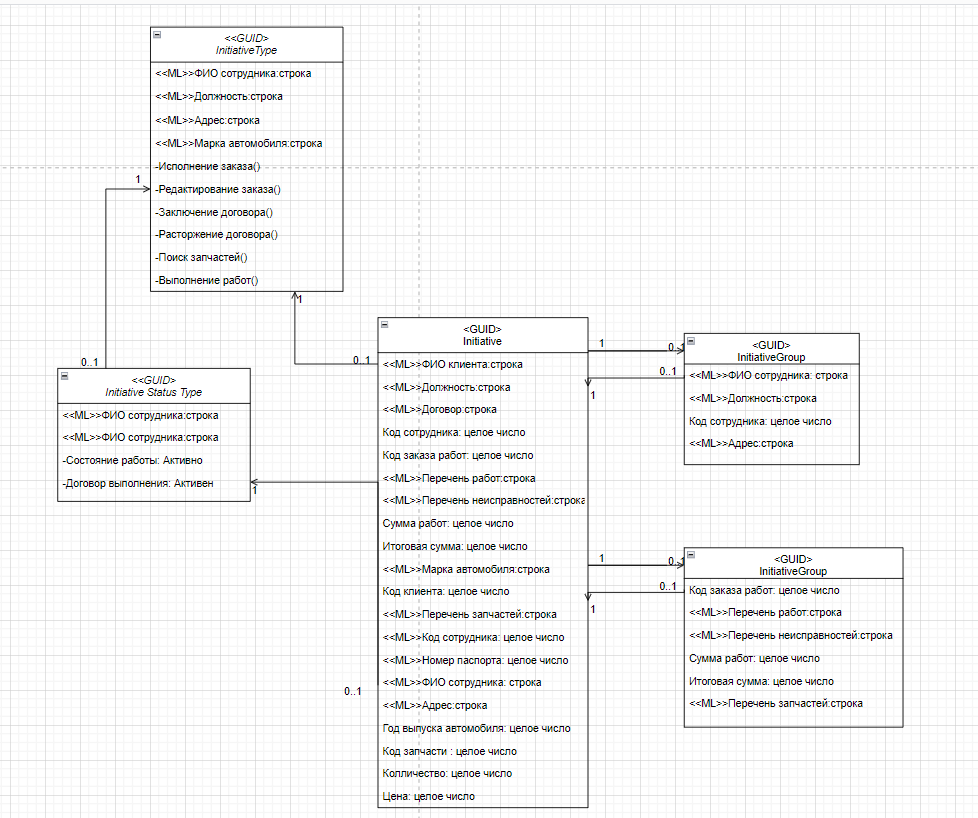 <<GUID>>
InitiativeType
<<ML>>ФИО сотрудника:строка
<<ML>>Должность:строка
<<ML>>Адрес:строка
<<ML>>Марка автомобиля:строка
-Исполнение заказа()
-Редактирование заказа()
-Заключение договора()
-Расторжение договора()
-Поиск запчастей()
-Выполнение работ()
1
1
0..1
0..1
<GUID>
Initiative Status Type
<<ML>>ФИО сотрудника:строка
<<ML>>ФИО сотрудника:строка
-Состояние работы: Активно
-Договор выполнения: Активен
1
0..1
<GUID>
Initiative
<<ML>>ФИО клиента:строка
<<ML>>Должность:строка
<<ML>>Договор:строка
Код сотрудника: целое число
Код заказа работ: целое число
<<ML>>Перечень работ:строка
<<ML>>Перечень неисправностей:строка
Сумма работ: целое число
Итоговая сумма: целое число
<<ML>>Марка автомобиля:строка
Код клиента: целое число
<<ML>>Перечень запчастей:строка
<<ML>>Код сотрудника: целое число
<<ML>>Номер паспорта: целое число
<<ML>>ФИО сотрудника: строка
<<ML>>Адрес:строка
Год выпуска автомобиля: целое число
Код запчасти : целое число
Колличество: целое число
Цена: целое число
1
0..1
0..1
1
<GUID>
InitiativeGroup
<<ML>>ФИО сотрудника: строка
<<ML>>Должность:строка
Код сотрудника: целое число
<<ML>>Адрес:строка
1
0..1
0..1
1
<GUID>
InitiativeGroup
Код заказа работ: целое число
<<ML>>Перечень работ:строка
<<ML>>Перечень неисправностей:строка
Сумма работ: целое число
Итоговая сумма: целое число
<<ML>>Перечень запчастей:строка